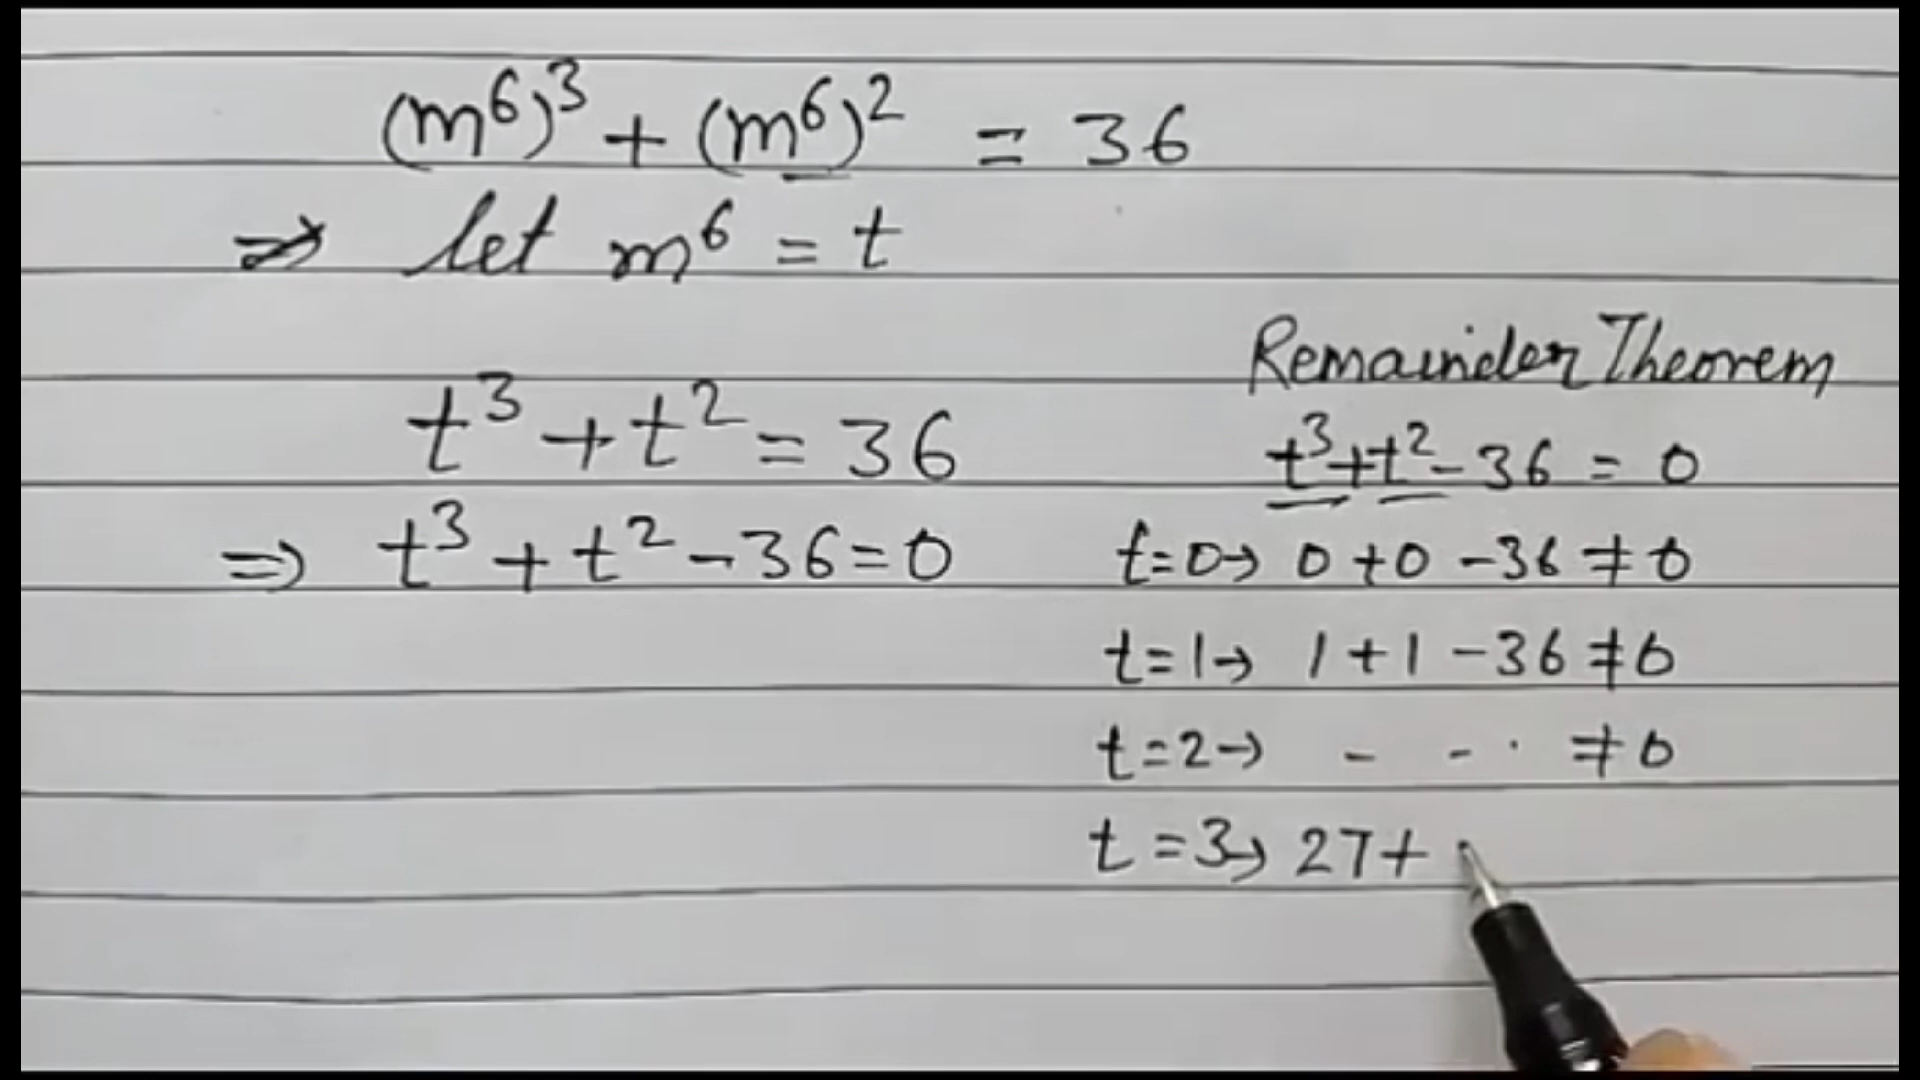 (m⁶)³ + (m⁶)² = 36
⇒ let m⁶ = t
t³ + t² = 36
⇒ t³ + t² - 36 = 0
Remainder Theorem
t³ + t² - 36 = 0
t = 0 → 0 + 0 - 36 ≠ 0
t = 1 → 1 + 1 - 36 ≠ 0
t = 2 → - - · ≠ 0
t = 3 → 27 +